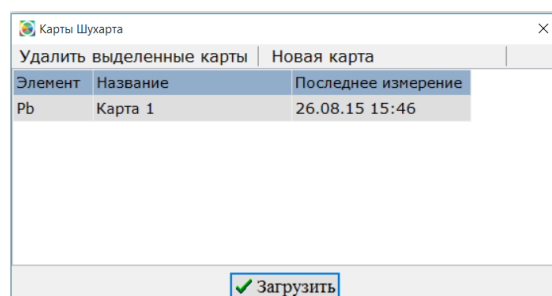 Карты Шухарта
Удалить выделенные карты Новая карта
Элемент Название Последнее измерение
Pb Карта 1 26.08.15 15:46
Загрузить